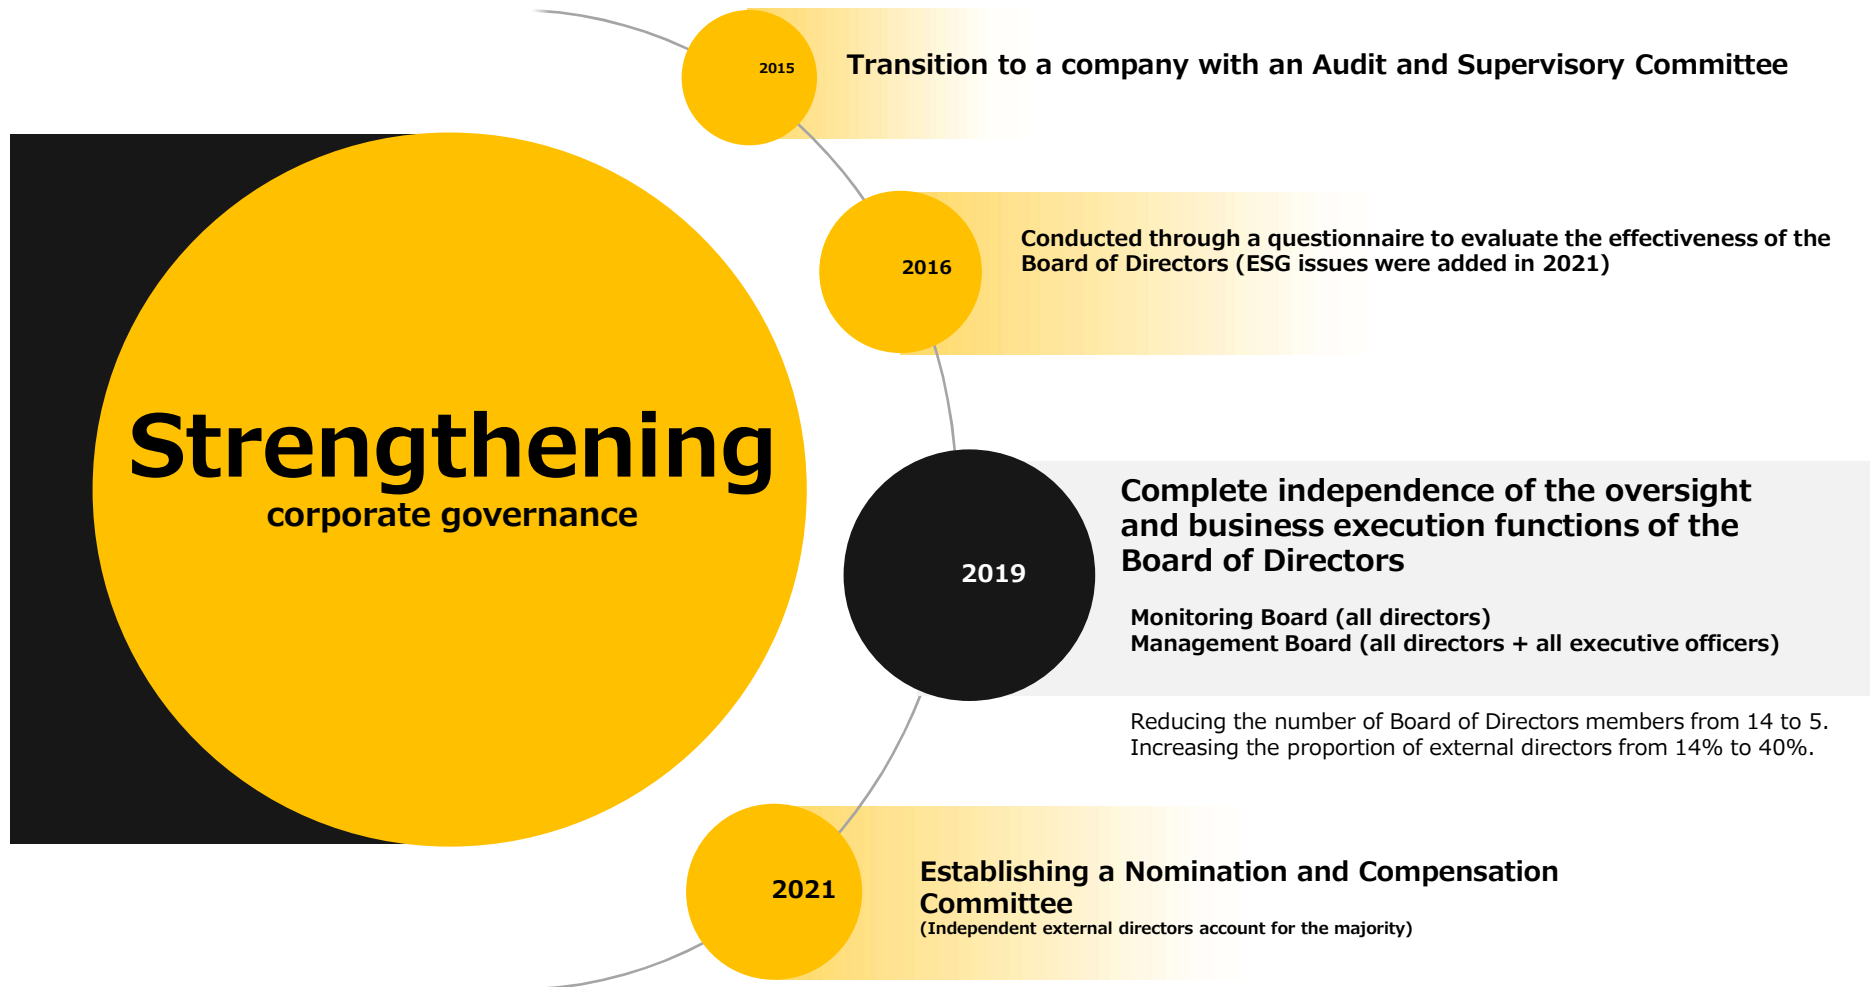 Strengthening
corporate governance
2015
Transition to a company with an Audit and Supervisory Committee
2016
Conducted through a questionnaire to evaluate the effectiveness of the
Board of Directors (ESG issues were added in 2021)
2019
Complete independence of the oversight
and business execution functions of the
Board of Directors
Monitoring Board (all directors)
Management Board (all directors + all executive officers)
Reducing the number of Board of Directors members from 14 to 5.
Increasing the proportion of external directors from 14% to 40%.
2021
Establishing a Nomination and Compensation
Committee
(Independent external directors account for the majority)